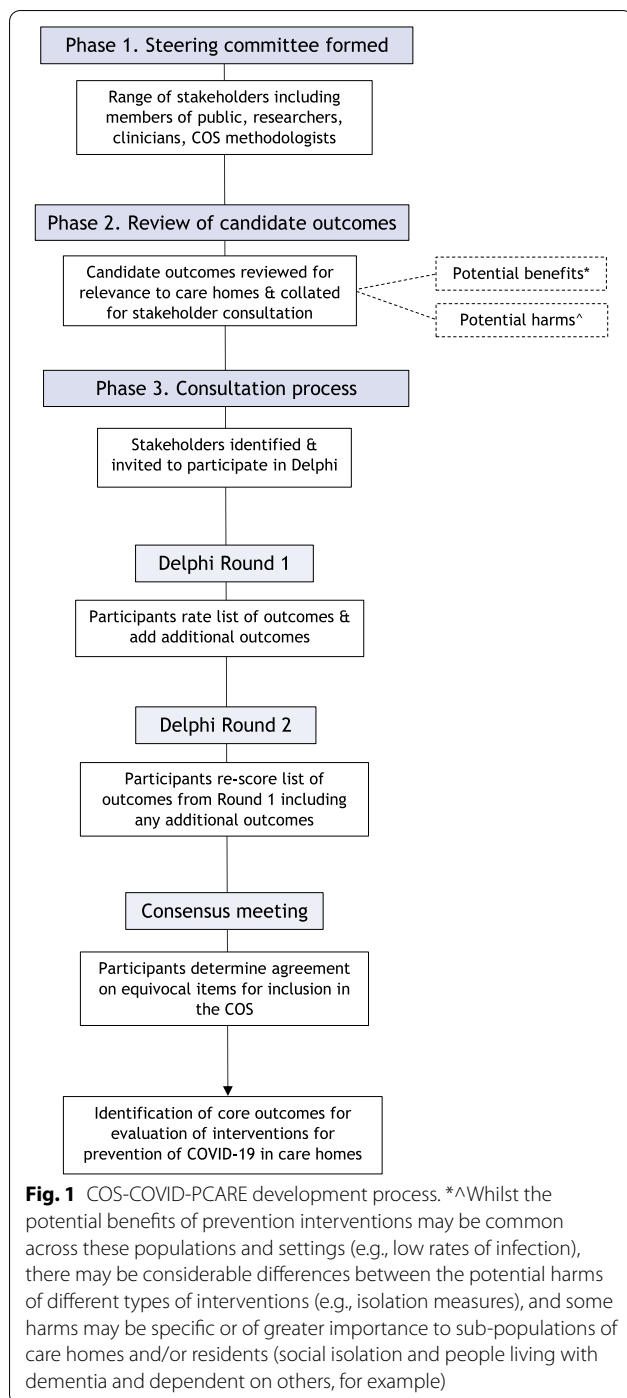 Phase 1. Steering committee formed
Range of stakeholders including
members of public, researchers,
clinicians, COS methodologists
Phase 2. Review of candidate outcomes
Candidate outcomes reviewed for
relevance to care homes & collated
for stakeholder consultation
Potential benefits*
Potential harms^
Phase 3. Consultation process
Stakeholders identified &
invited to participate in Delphi
Delphi Round 1
Participants rate list of outcomes &
add additional outcomes
Delphi Round 2
Participants re-score list of
outcomes from Round 1 including
any additional outcomes
Consensus meeting
Participants determine agreement
on equivocal items for inclusion in
the COS
Identification of core outcomes for
evaluation of interventions for
prevention of COVID-19 in care homes
Fig. 1 COS-COVID-PCARE development process. *^Whilst the
potential benefits of prevention interventions may be common
across these populations and settings (e.g., low rates of infection),
there may be considerable differences between the potential harms
of different types of interventions (e.g., isolation measures), and some
harms may be specific or of greater importance to sub-populations of
care homes and/or residents (social isolation and people living with
dementia and dependent on others, for example)